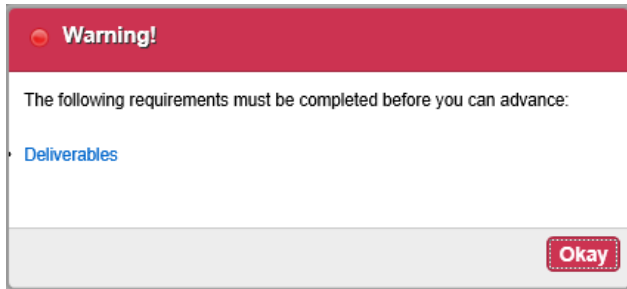 Warning!
The following requirements must be completed before you can advance:
Deliverables
Okay